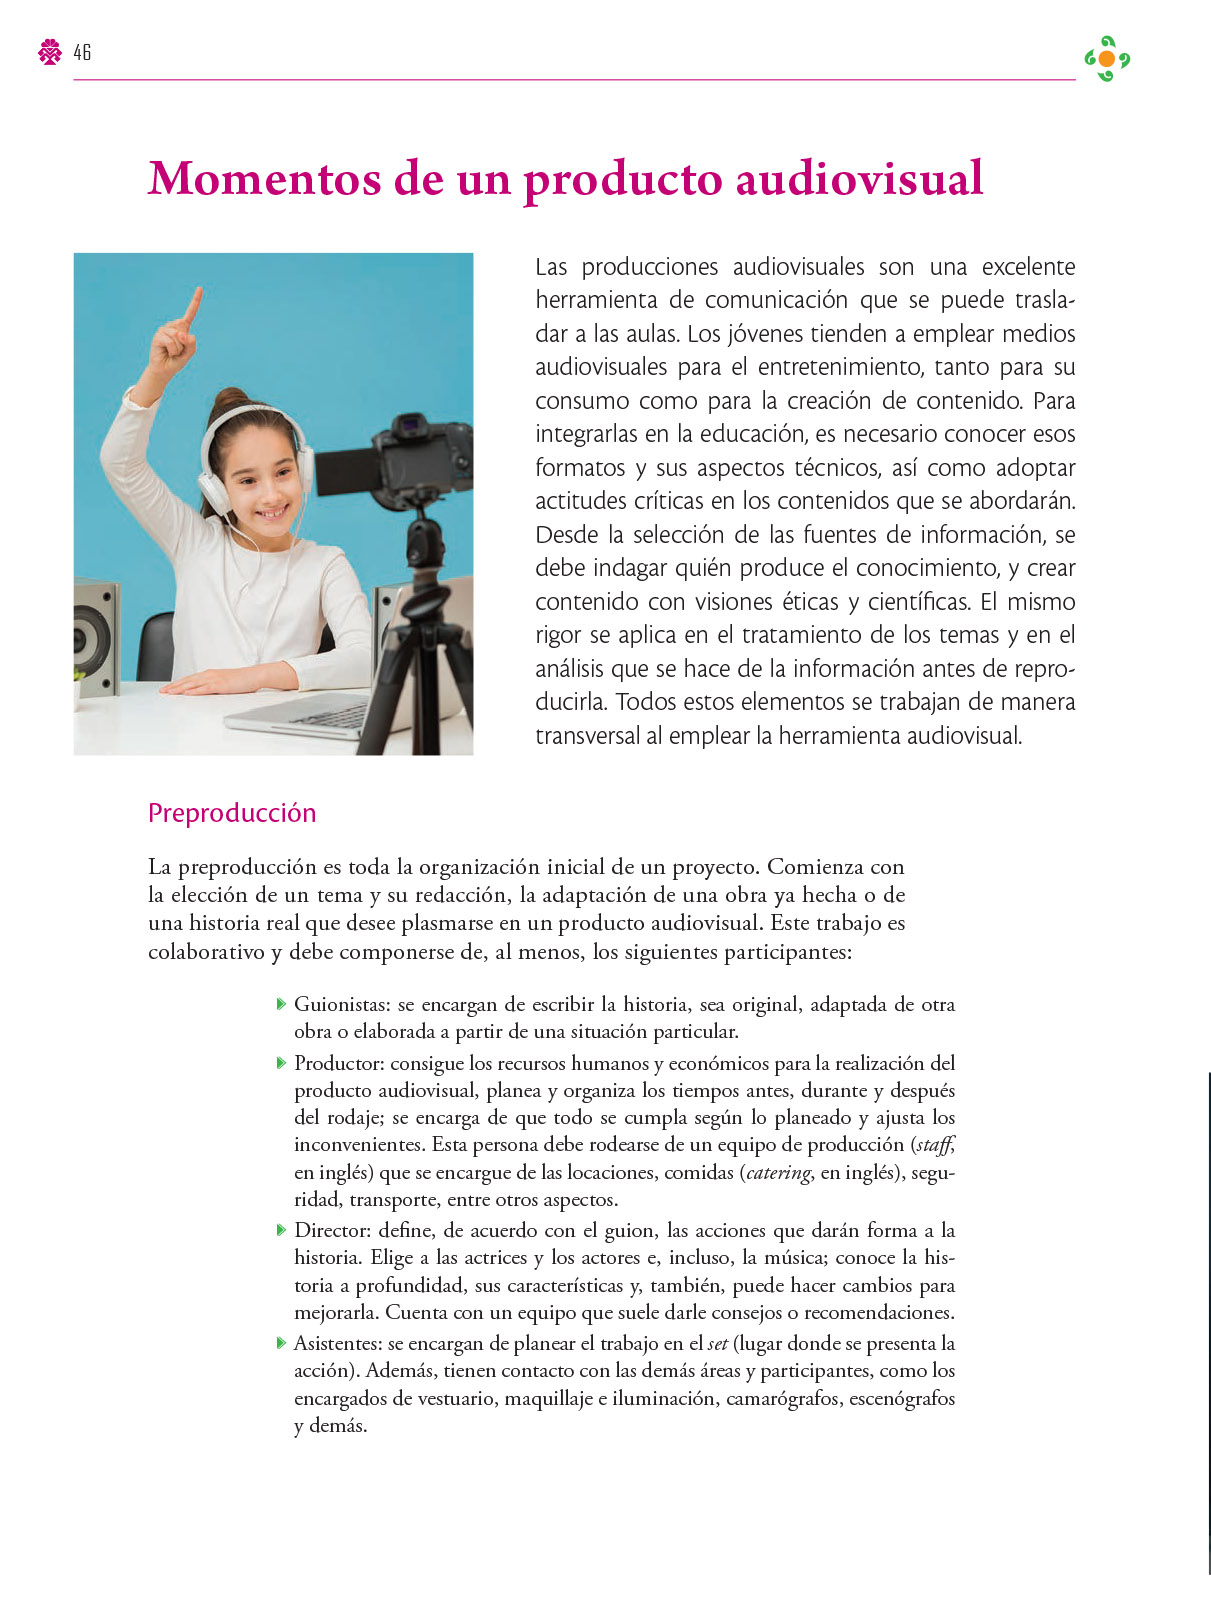 46
Momentos de un producto audiovisual
Las producciones audiovisuales son una excelente
herramienta de comunicación que se puede trasla-
dar a las aulas. Los jóvenes tienden a emplear medios
audiovisuales para el entretenimiento, tanto para su
consumo como para la creación de contenido. Para
integrarlas en la educación, es necesario conocer esos
formatos y sus aspectos técnicos, así como adoptar
actitudes críticas en los contenidos que se abordarán.
Desde la selección de las fuentes de información, se
debe indagar quién produce el conocimiento, y crear
contenido con visiones éticas y científicas. El mismo
rigor se aplica en el tratamiento de los temas y en el
análisis que se hace de la información antes de repro-
ducirla. Todos estos elementos se trabajan de manera
transversal al emplear la herramienta audiovisual.
Preproducción
La preproducción es toda la organización inicial de un proyecto. Comienza con
la elección de un tema y su redacción, la adaptación de una obra ya hecha o de
una historia real que desee plasmarse en un producto audiovisual. Este trabajo es
colaborativo y debe componerse de, al menos, los siguientes participantes:
Guionistas: se encargan de escribir la historia, sea original, adaptada de otra
obra o elaborada a partir de una situación particular.
Productor: consigue los recursos humanos y económicos para la realización del
producto audiovisual, planea y organiza los tiempos antes, durante y después
del rodaje; se encarga de que todo se cumpla según lo planeado y ajusta los
inconvenientes. Esta persona debe rodearse de un equipo de producción (staff,
en inglés) que se encargue de las locaciones, comidas (catering, en inglés), segu-
ridad, transporte, entre otros aspectos.
Director: define, de acuerdo con el guion, las acciones que darán forma a la
historia. Elige a las actrices y los actores e, incluso, la música; conoce la his-
toria a profundidad, sus características y, también, puede hacer cambios para
mejorarla. Cuenta con un equipo que suele darle consejos o recomendaciones.
Asistentes: se encargan de planear el trabajo en el set (lugar donde se presenta la
acción). Además, tienen contacto con las demás áreas y participantes, como los
encargados de vestuario, maquillaje e iluminación, camarógrafos, escenógrafos
y demás.